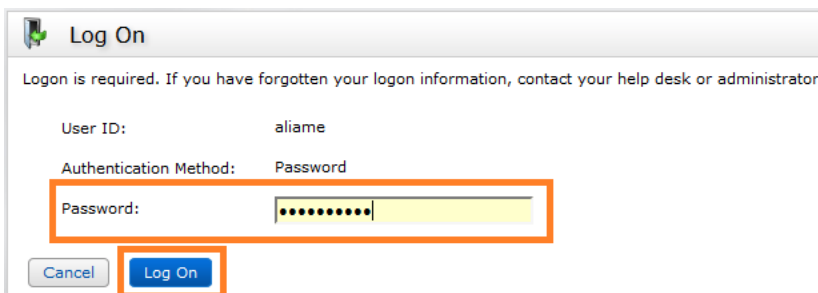 Log On
Logon is required. If you have forgotten your logon information, contact your help desk or administrator
User ID: aliame
Authentication Method: Password
Password: ••••••••••
Cancel Log On